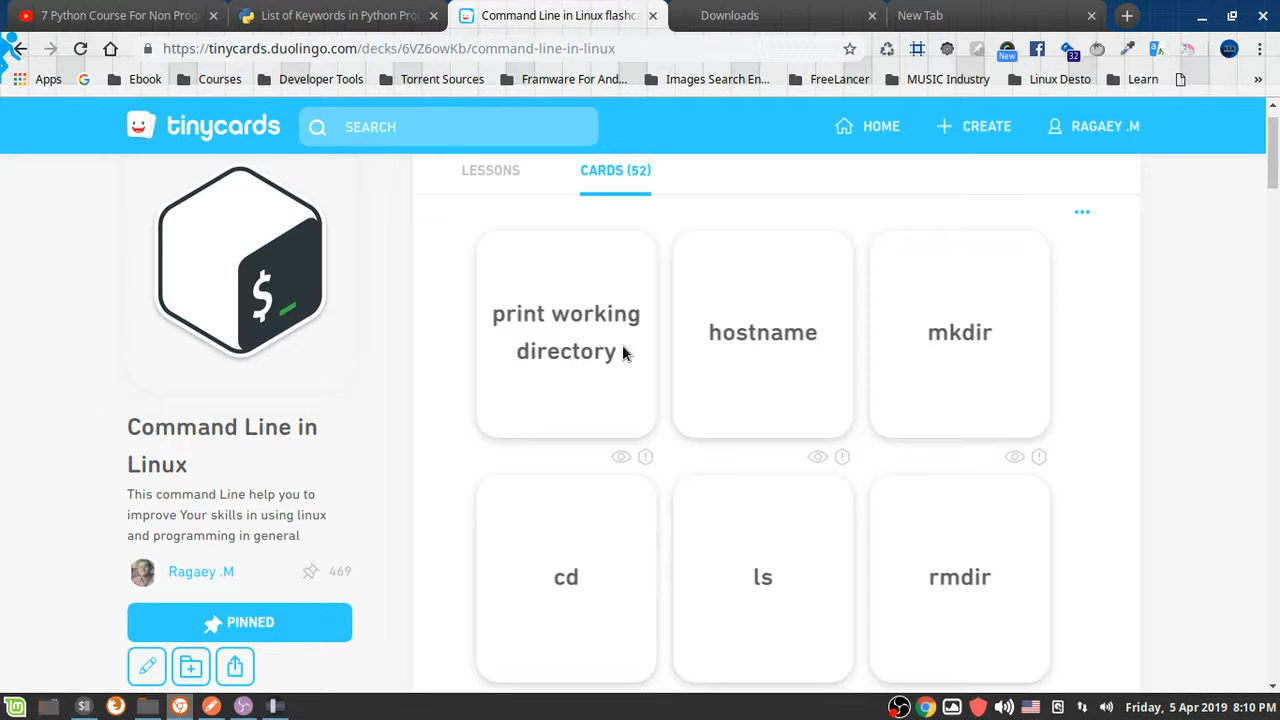 7 Python Course For Non Prog
List of Keywords in Python Pro
Command Line in Linux flashca
Downloads
New Tab
https://tinycards.duolingo.com/decks/6VZ6owKb/command-line-in-linux
New
32
Apps
Ebook
Courses
Developer Tools
Torrent Sources
Framware For And...
Images Search En...
FreeLancer
MUSIC Industry
Linux Desto
Learn
»
tinycards
SEARCH
HOME
CREATE
RAGAEY .M
LESSONS
CARDS (52)
$_
print working
directory
hostname
mkdir
Command Line in
Linux
This command Line help you to
improve Your skills in using linux
and programming in general
Ragaey .M
469
PINNED
cd
ls
rmdir
Friday, 5 Apr 2019
8:10 PM